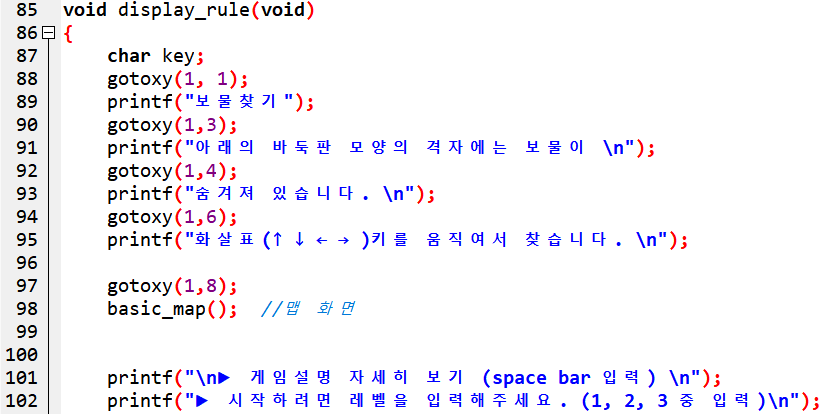 85 void display_rule(void)
86 {
87 char key;
88 gotoxy(1, 1);
89 printf("보물찾기");
90 gotoxy(1,3);
91 printf("아래의 바둑판 모양의 격자에는 보물이 \n");
92 gotoxy(1,4);
93 printf("숨겨져 있습니다. \n");
94 gotoxy(1,6);
95 printf("화살표(↑ ↓ ← → )키를 움직여서 찾습니다. \n");
96
97 gotoxy(1,8);
98 basic_map(); //맵 화면
99
100
101 printf("\n▶ 게임설명 자세히 보기 (space bar 입력) \n");
102 printf("▶ 시작하려면 레벨을 입력해주세요. (1, 2, 3 중 입력)\n");